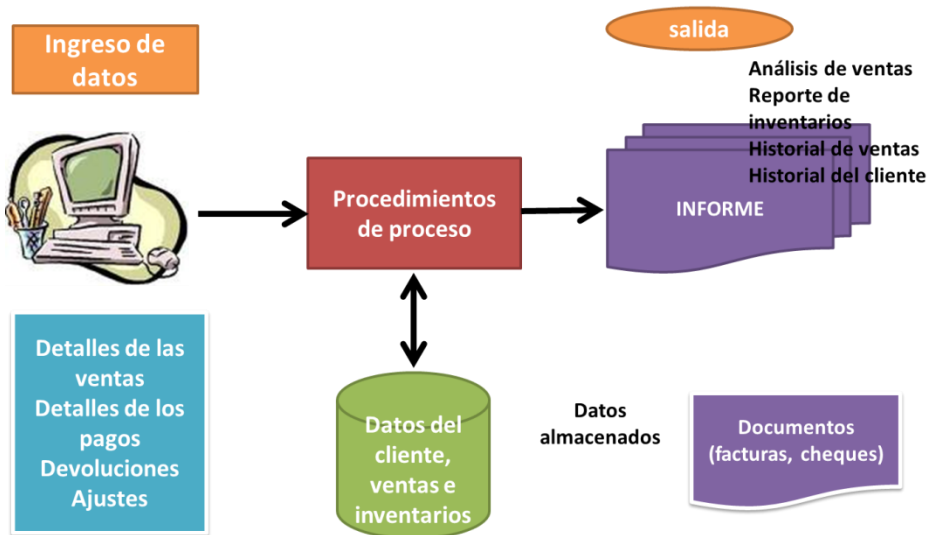 Ingreso de
datos
salida
Análisis de ventas
Reporte de
inventarios
Historial de ventas
Historial del cliente
INFORME
Procedimientos
de proceso
Detalles de las
ventas
Detalles de los
pagos
Devoluciones
Ajustes
Datos del
cliente,
ventas e
inventarios
Datos
almacenados
Documentos
(facturas, cheques)